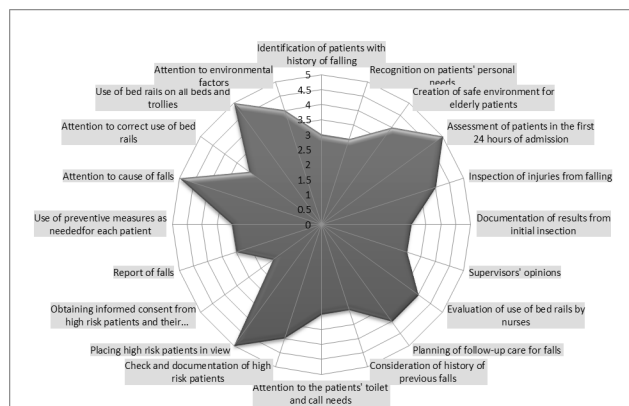 Identification of patients with
history of falling
Recognition on patients' personal
needs
Creation of safe environment for
elderly patients
Assessment of patients in the first
24 hours of admission
Inspection of injuries from falling
Documentation of results from
initial insection
Supervisors' opinions
Evaluation of use of bed rails by
nurses
Planning of follow-up care for falls
Consideration of history of
previous falls
Attention to the patients' toilet
and call needs
Check and documentation of high
risk patients
Placing high risk patients in view
Obtaining informed consent from
high risk patients and their...
Report of falls
Use of preventive measures as
neededfor each patient
Attention to cause of falls
Attention to correct use of bed
rails
Use of bed rails on all beds and
trollies
Attention to environmental
factors
5
4.5
4
3.5
3
2.5
2
1.5
1
0.5
0